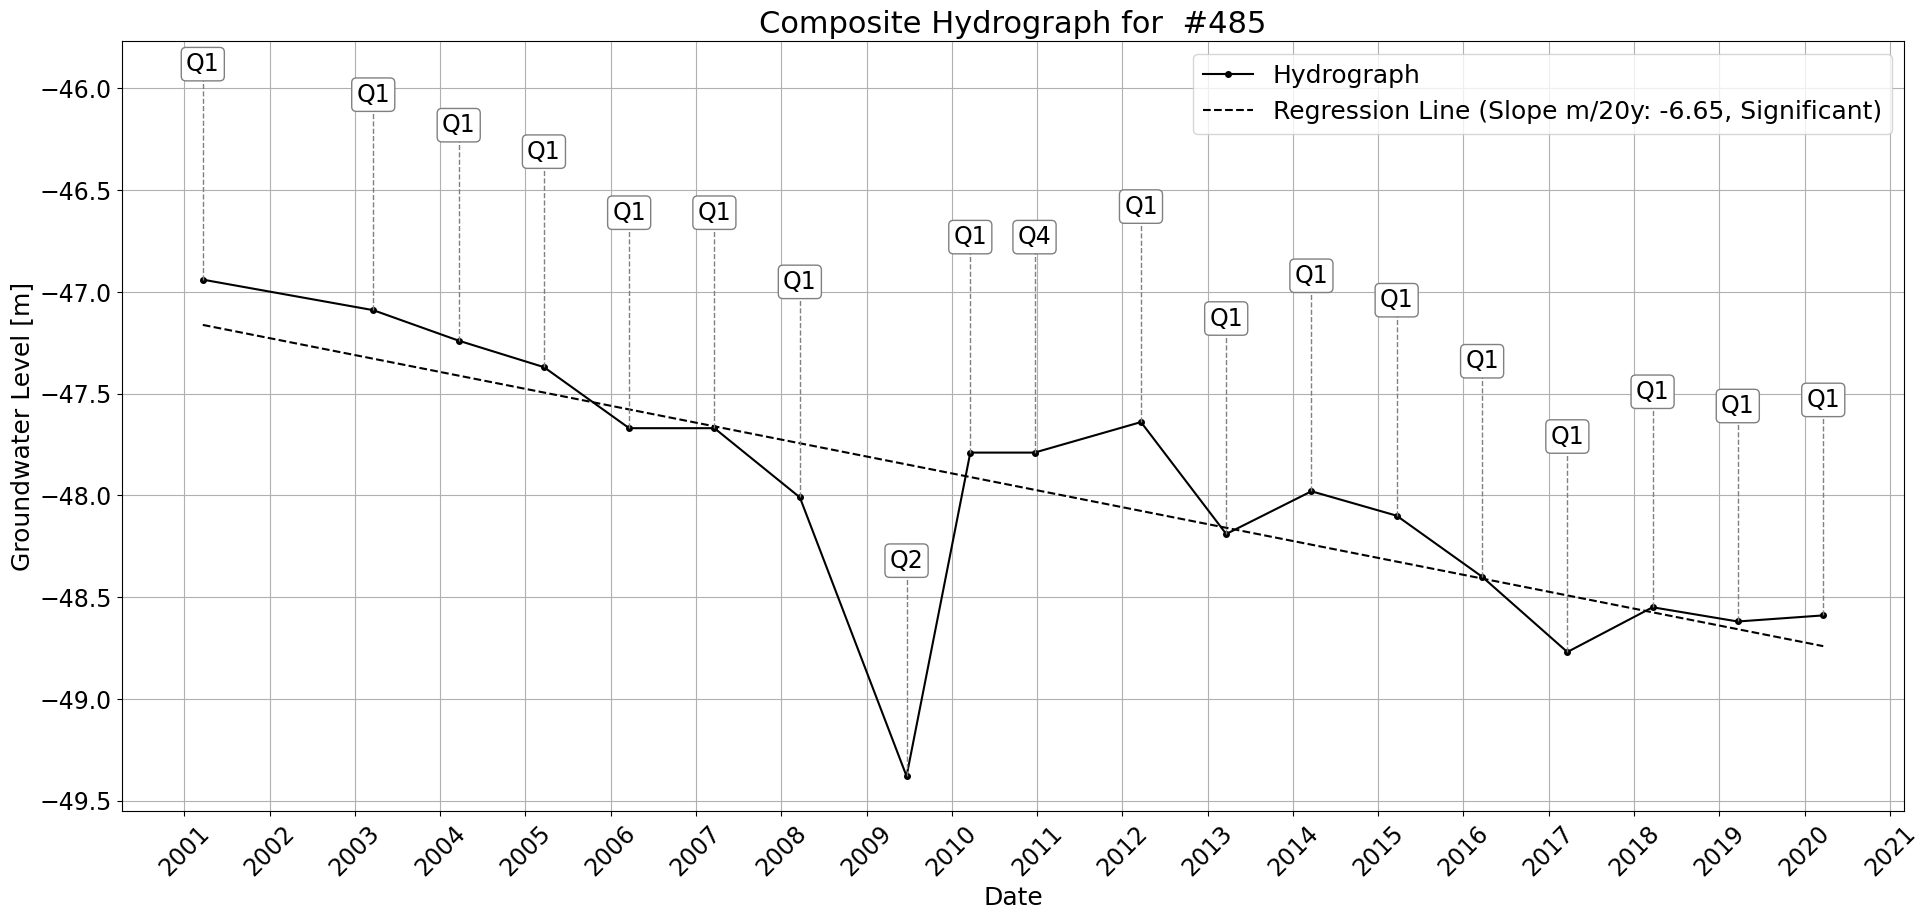 Composite Hydrograph for  #485
Hydrograph
Regression Line (Slope m/20y: -6.65, Significant)
Q1
Q1
Q1
Q1
Q1
Q1
Q1
Q2
Q1
Q4
Q1
Q1
Q1
Q1
Q1
Q1
Q1
Q1
Q1
Groundwater Level [m]
−46.0
−46.5
−47.0
−47.5
−48.0
−48.5
−49.0
−49.5
2001
2002
2003
2004
2005
2006
2007
2008
2009
2010
2011
2012
2013
2014
2015
2016
2017
2018
2019
2020
2021
Date